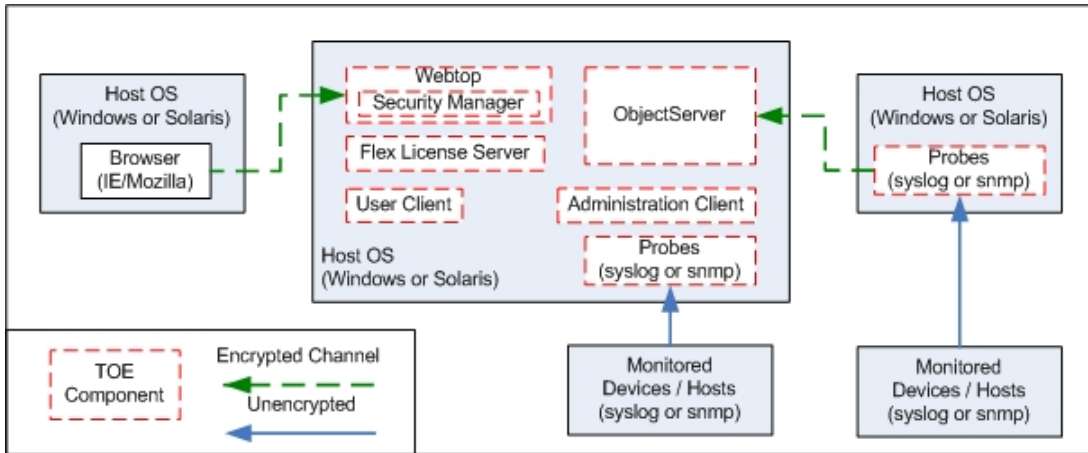 Host OS
(Windows or Solaris)
Browser
(IE/Mozilla)
Webtop
Security Manager
Flex License Server
User Client
Host OS
(Windows or Solaris)
ObjectServer
Administration Client
Probes
(syslog or snmp)
Host OS
(Windows or Solaris)
Probes
(syslog or snmp)
TOE
Component
Encrypted Channel
Unencrypted
Monitored
Devices / Hosts
(syslog or snmp)
Monitored
Devices / Hosts
(syslog or snmp)